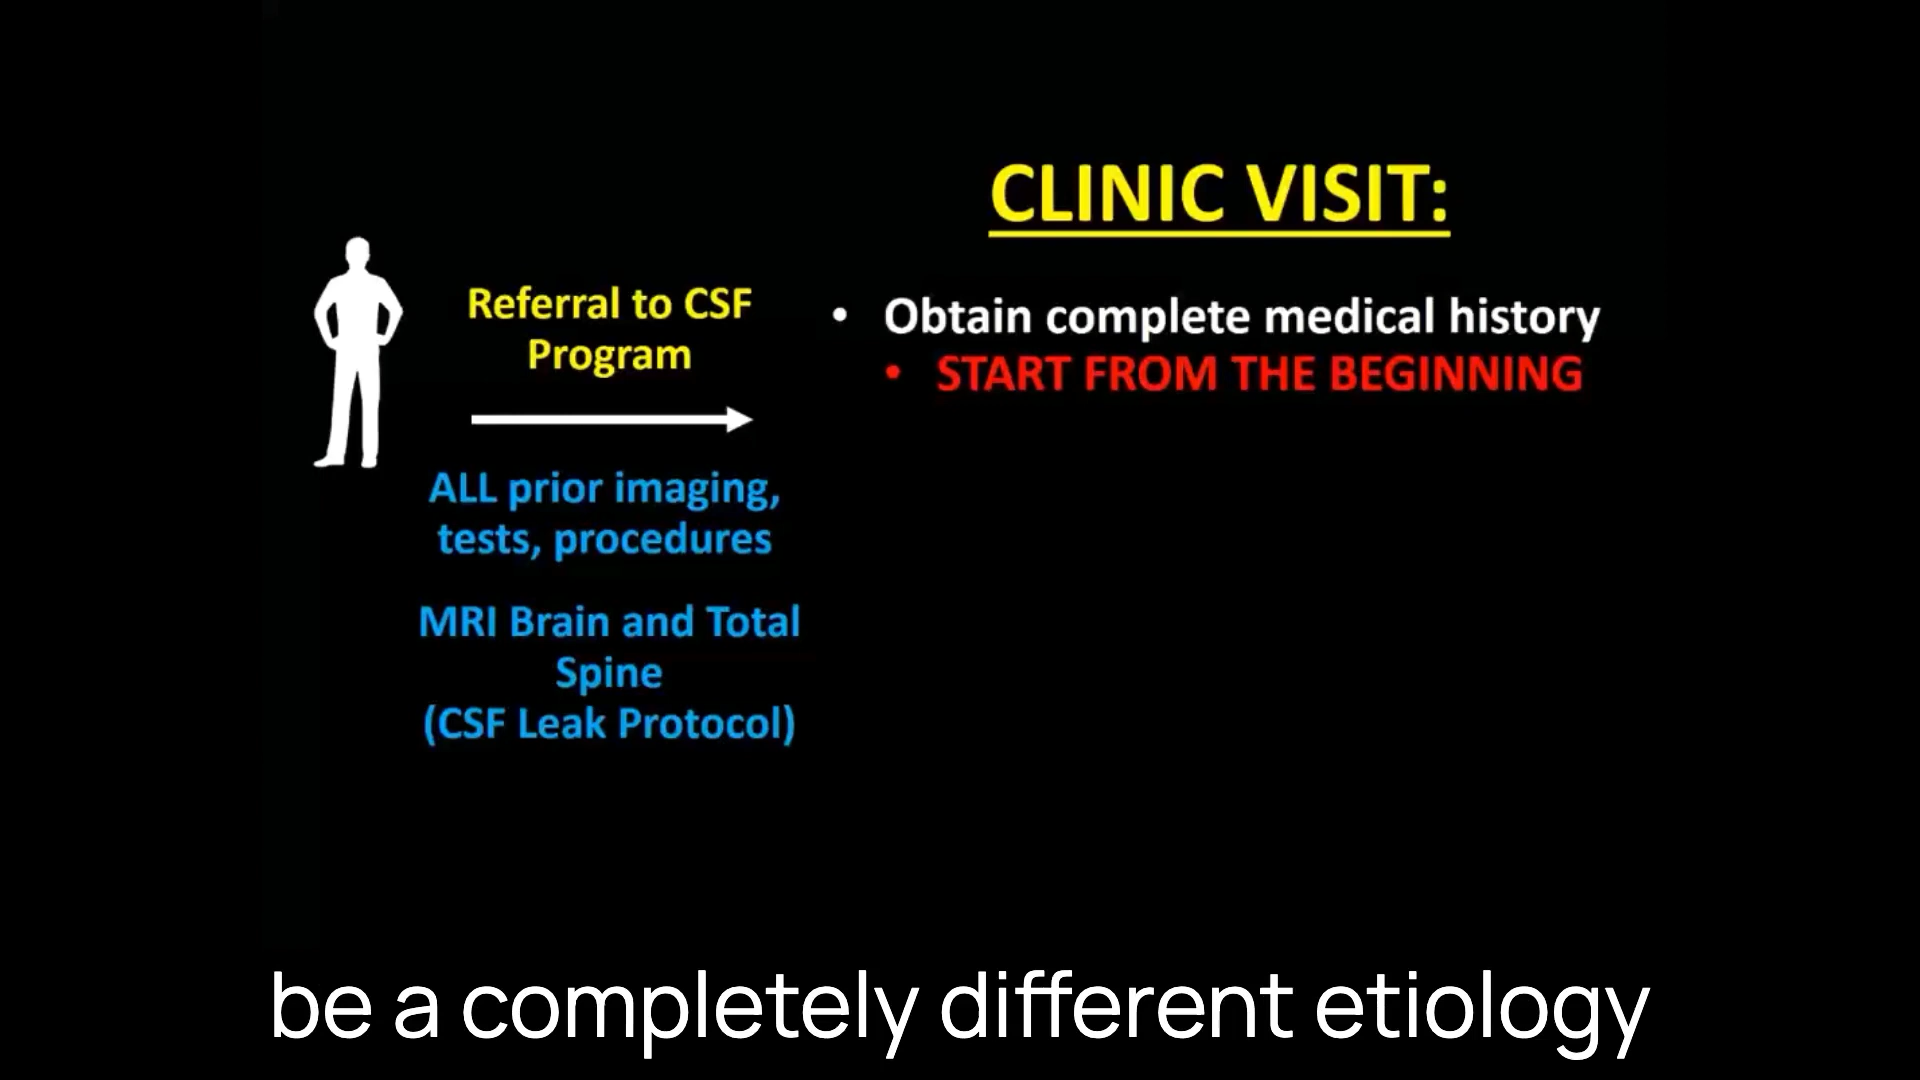 CLINIC VISIT:
Referral to CSF
Program
ALL prior imaging,
tests, procedures
MRI Brain and Total
Spine
(CSF Leak Protocol)
• Obtain complete medical history
• START FROM THE BEGINNING
be a completely different etiology